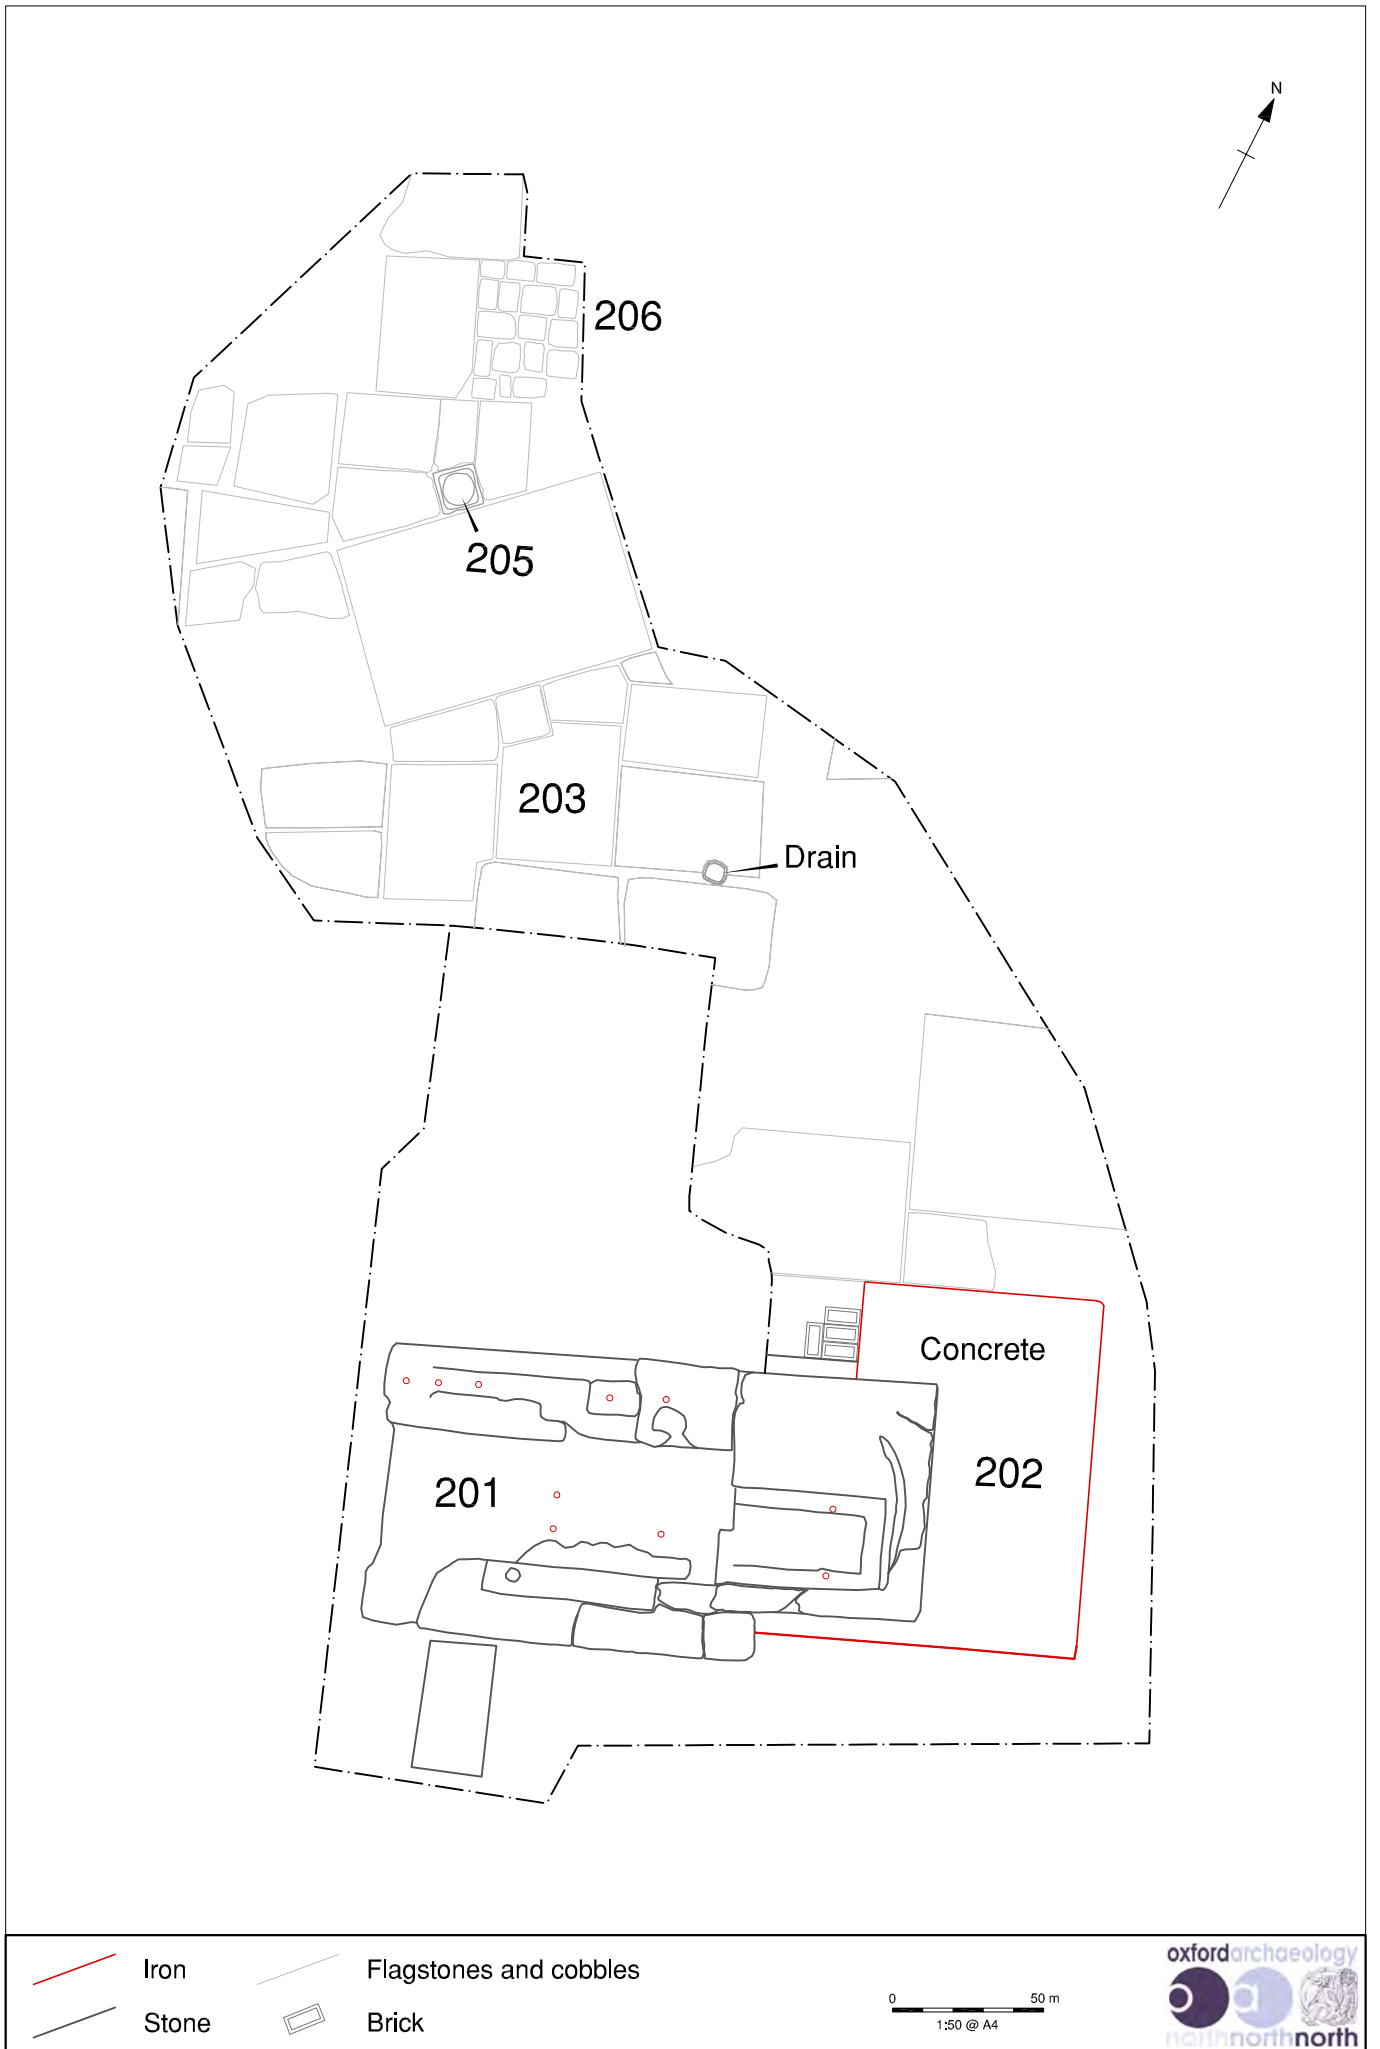 N
206
205
203
Drain
Concrete
201
202
Iron
Flagstones and cobbles
Stone
Brick
0 50 m
1:50 @ A4
oxfordarchaeology
o a
northnorthnorth